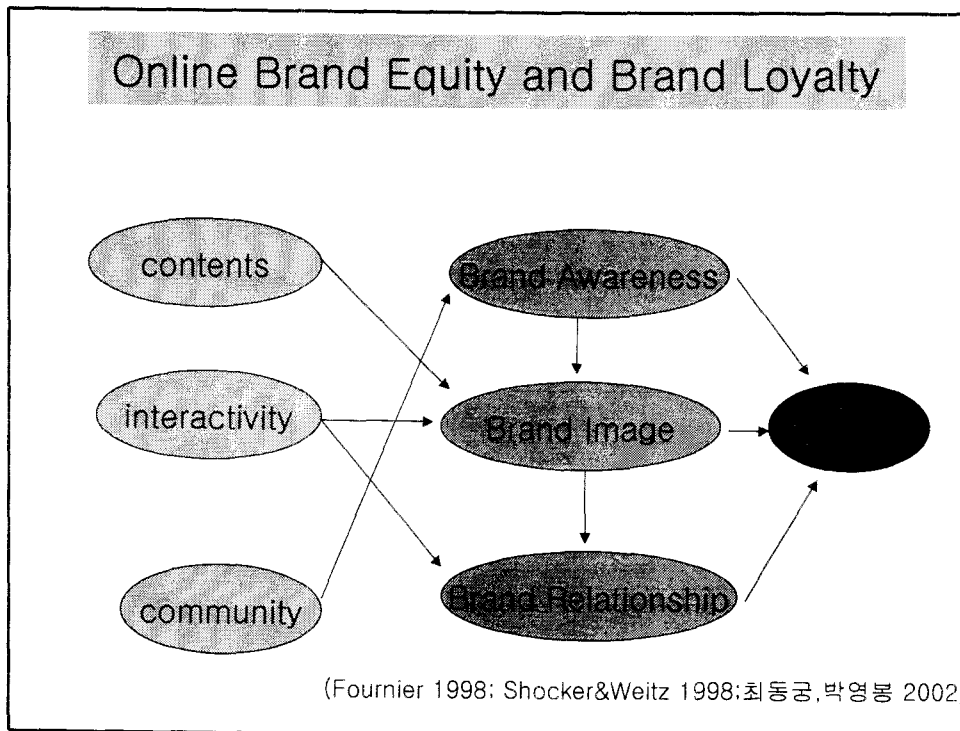 Online Brand Equity and Brand Loyalty
contents
Brand Awareness
interactivity
Brand Image
community
Brand Relationship
(Fournier 1998; Shocker&Weitz 1998;최동궁,박영봉 2002